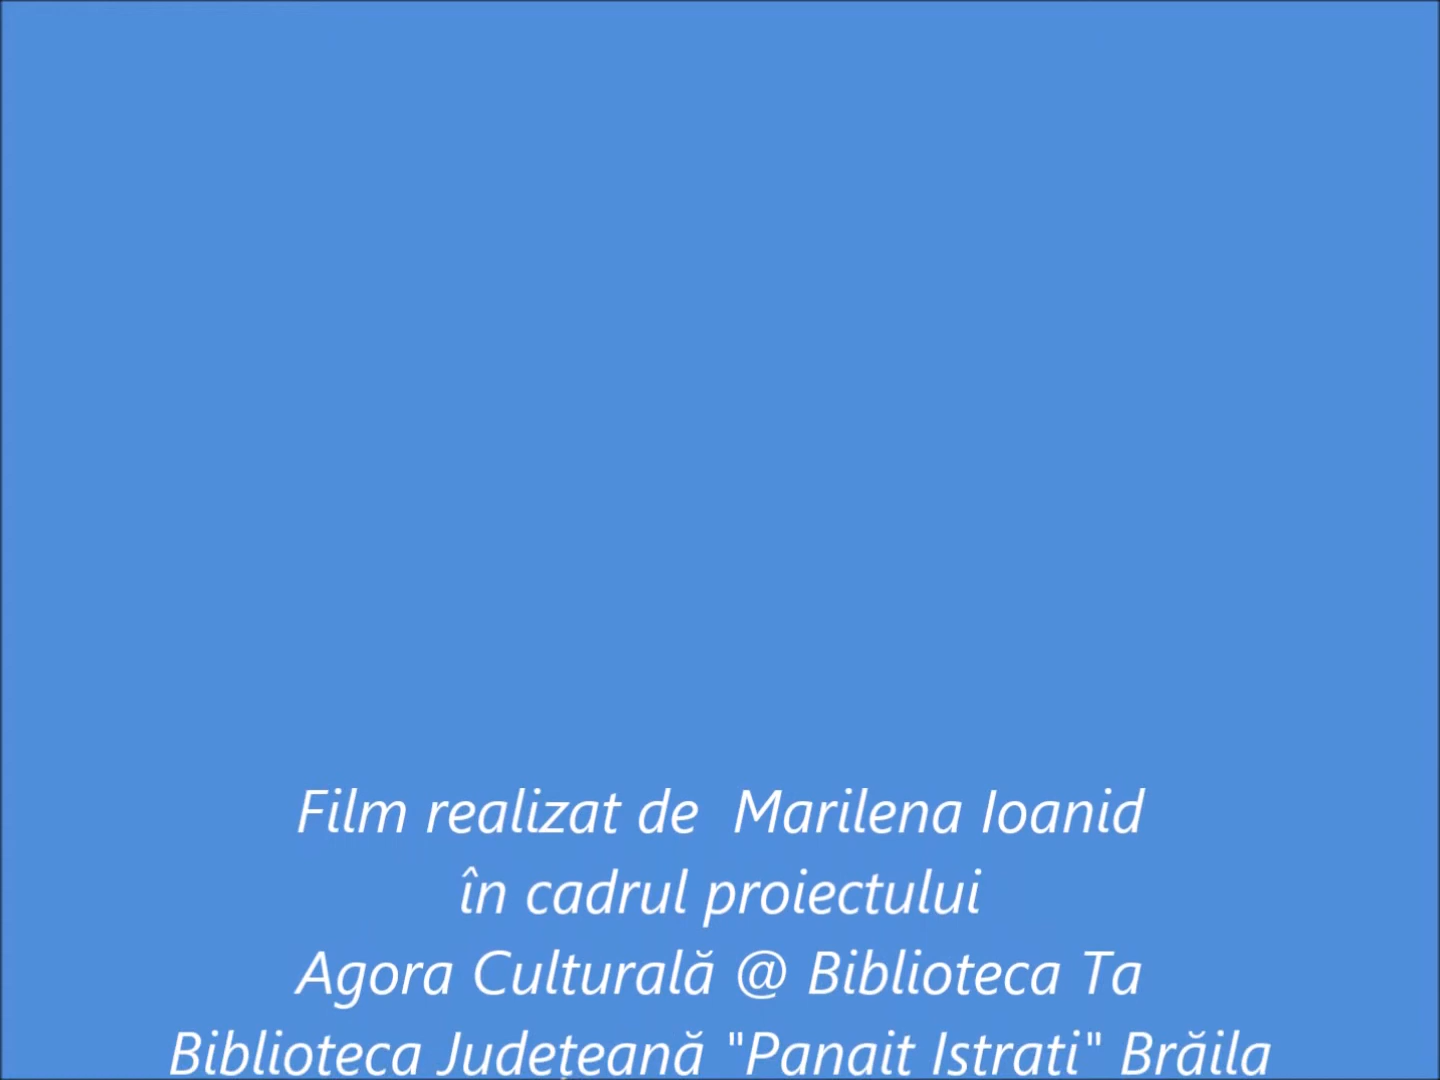 Film realizat de  Marilena Ioanid
în cadrul proiectului
Agora Culturală @ Biblioteca Ta
Biblioteca Județeană "Panait Istrati" Brăila